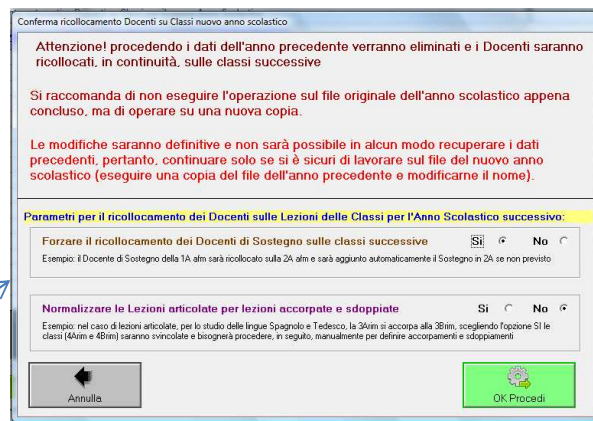 Conferma ricollocamento Docenti su Classi nuovo anno scolastico
Attenzione! procedendo i dati dell'anno precedente verranno eliminati e i Docenti saranno
ricollocati, in continuità, sulle classi successive
Si raccomanda di non eseguire l'operazione sul file originale dell'anno scolastico appena
concluso, ma di operare su una nuova copia.
Le modifiche saranno definitive e non sarà possibile in alcun modo recuperare i dati
precedenti, pertanto, continuare solo se si è sicuri di lavorare sul file del nuovo anno
scolastico (eseguire una copia del file dell'anno precedente e modificarne il nome).
Parametri per il ricollocamento dei Docenti sulle Lezioni delle Classi per l'Anno Scolastico successivo:
Forzare il ricollocamento dei Docenti di Sostegno sulle classi successive Si No
Esempio: il Docente di Sostegno della 1A afm sarà ricollocato sulla 2A afm e sarà aggiunto automaticamente il Sostegno in 2A se non previsto
Normalizzare le Lezioni articolate per lezioni accorpate e sdoppiate Si No
Esempio: nel caso di lezioni articolate, per lo studio delle lingue Spagnolo e Tedesco, la 3Arim si accorpa alla 3Brim, scegliendo l'opzione SI le
classi (4Arim e 4Brim) saranno svincolate e bisognerà procedere, in seguito, manualmente per definire accorpamenti e sdoppiamenti
Annulla OK Procedi